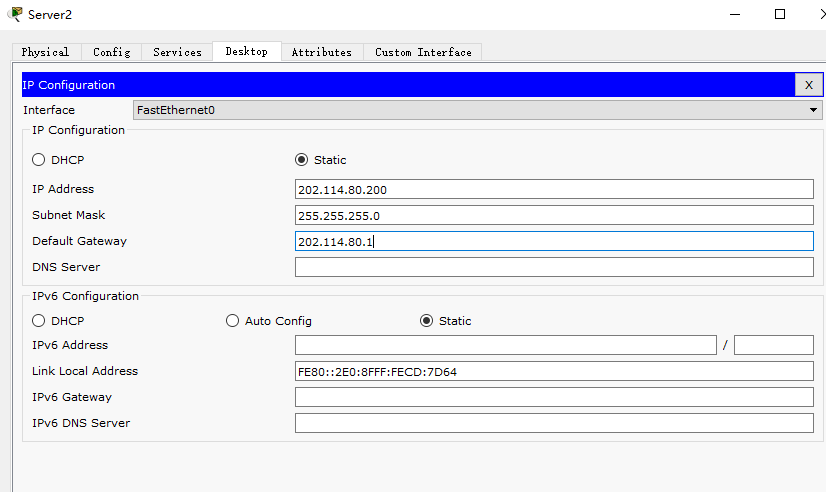 Server2
Physical Config Services Desktop Attributes Custom Interface
IP Configuration X
Interface FastEthernet0
IP Configuration
DHCP Static
IP Address 202.114.80.200
Subnet Mask 255.255.255.0
Default Gateway 202.114.80.1
DNS Server
IPv6 Configuration
DHCP Auto Config Static
IPv6 Address /
Link Local Address FE80::2E0:8FFF:FECD:7D64
IPv6 Gateway
IPv6 DNS Server